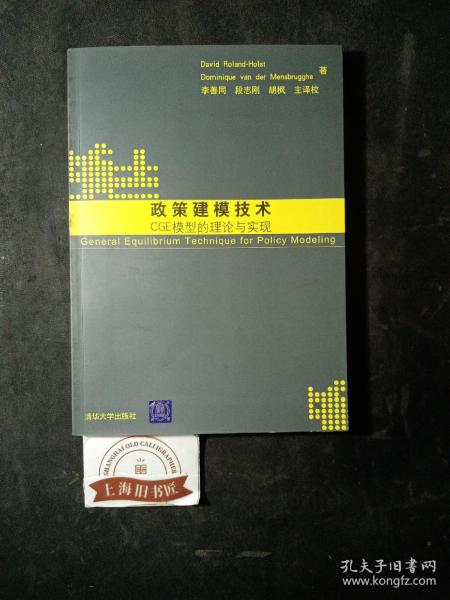 David Roland-Holst
Dominique van der Mensbrugghe 著
李善同 段志刚 胡枫 主译校
政策建模技术
CGE模型的理论与实现
General Equilibrium Technique for Policy Modeling
清华大学出版社
SHANGHAI OLD CALLIGRAPHER
上海旧书匠
孔夫子旧书网
www.kongfz.com